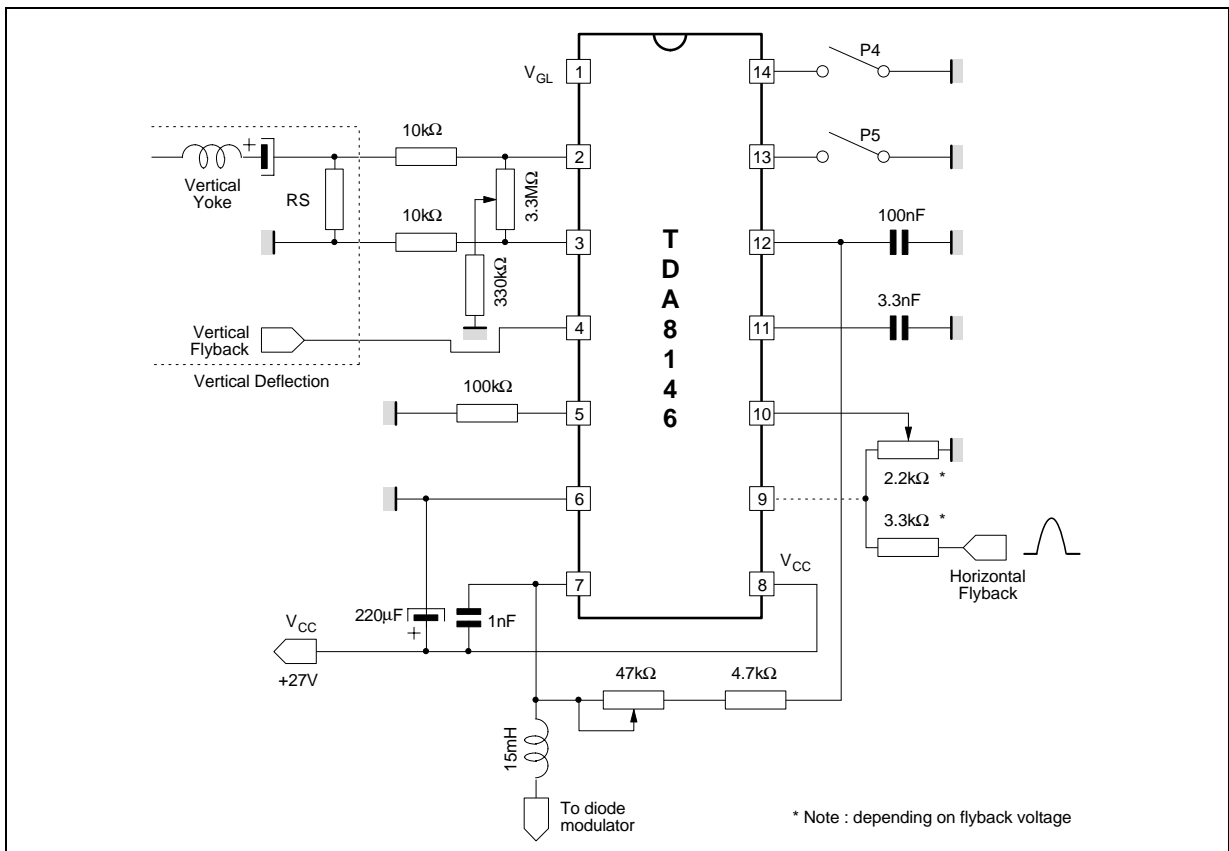 P4
V_GL
1
14
10kΩ
P5
+
2
13
Vertical
Yoke
RS
3.3MΩ
10kΩ
100nF
3
T
D
A
8
1
4
6
12
330kΩ
3.3nF
Vertical
Flyback
4
11
Vertical Deflection
100kΩ
5
10
2.2kΩ *
6
9
3.3kΩ *
V_CC
7
8
Horizontal
Flyback
220μF
+
1nF
V_CC
+27V
47kΩ
4.7kΩ
15mH
To diode
modulator
* Note : depending on flyback voltage